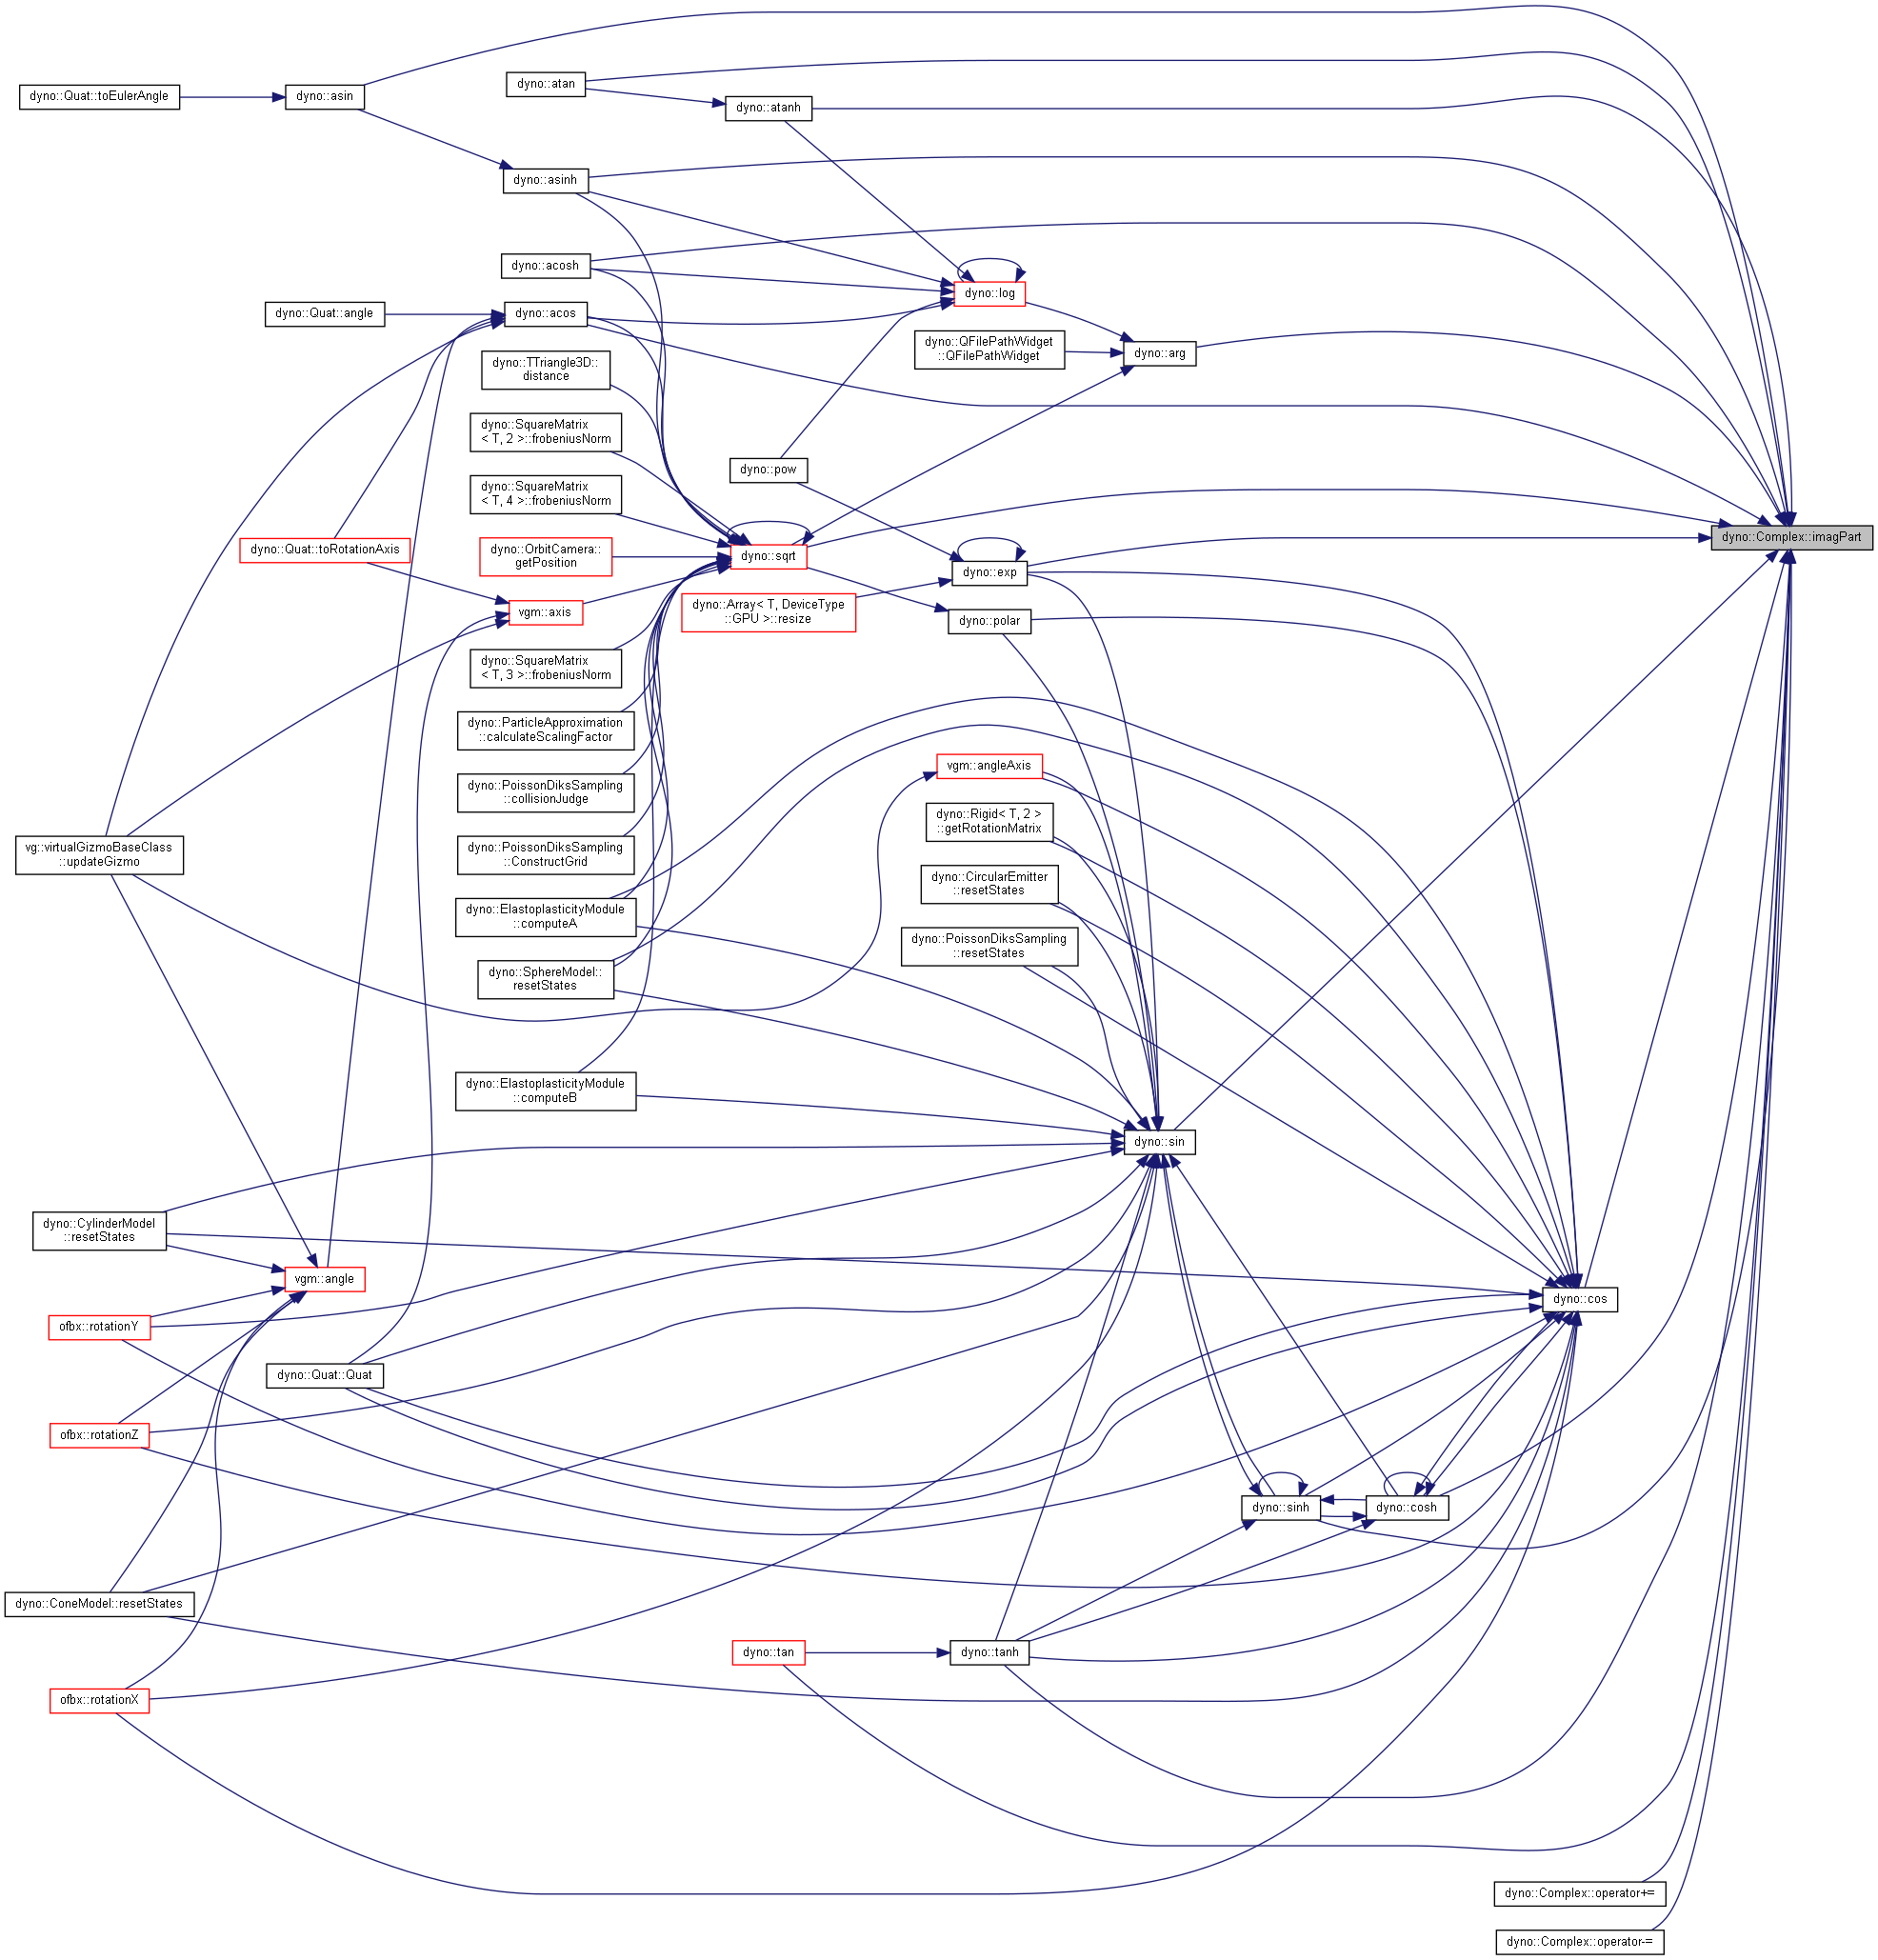 dyno::Quat::toEulerAngle
dyno::asin
dyno::atan
dyno::atanh
dyno::asinh
dyno::acosh
dyno::log
dyno::Quat::angle
dyno::acos
dyno::QFilePathWidget
::QFilePathWidget
dyno::arg
dyno::TTriangle3D::
distance
dyno::SquareMatrix
< T, 2 >::frobeniusNorm
dyno::pow
dyno::SquareMatrix
< T, 4 >::frobeniusNorm
dyno::Complex::imagPart
dyno::Quat::toRotationAxis
dyno::OrbitCamera::
getPosition
dyno::sqrt
dyno::exp
dyno::Array< T, DeviceType
::GPU >::resize
vgm::axis
dyno::polar
dyno::SquareMatrix
< T, 3 >::frobeniusNorm
dyno::ParticleApproximation
::calculateScalingFactor
vgm::angleAxis
dyno::PoissonDiksSampling
::collisionJudge
dyno::Rigid< T, 2 >
::getRotationMatrix
vg::virtualGizmoBaseClass
::updateGizmo
dyno::PoissonDiksSampling
::ConstructGrid
dyno::CircularEmitter
::resetStates
dyno::ElastoplasticityModule
::computeA
dyno::PoissonDiksSampling
::resetStates
dyno::SphereModel::
resetStates
dyno::ElastoplasticityModule
::computeB
dyno::sin
dyno::CylinderModel
::resetStates
vgm::angle
dyno::cos
ofbx::rotationY
dyno::Quat::Quat
ofbx::rotationZ
dyno::sinh
dyno::cosh
dyno::ConeModel::resetStates
dyno::tan
dyno::tanh
ofbx::rotationX
dyno::Complex::operator+=
dyno::Complex::operator-=